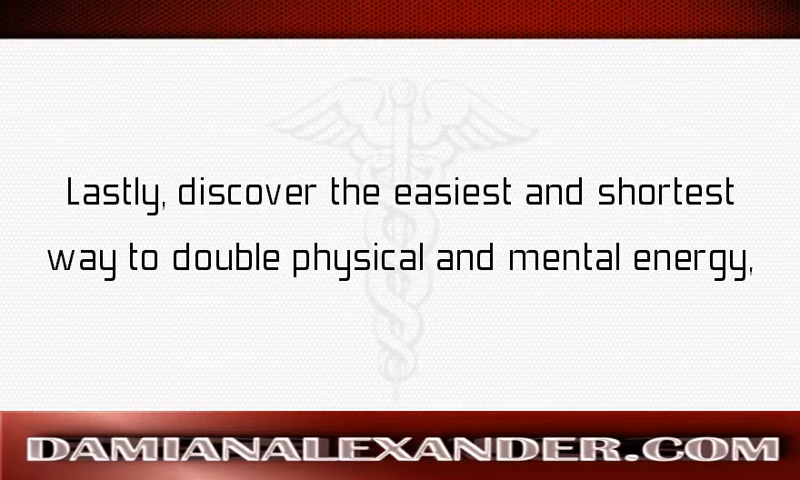 Lastly, discover the easiest and shortest
way to double physical and mental energy,
DAMIANALEXANDER.COM